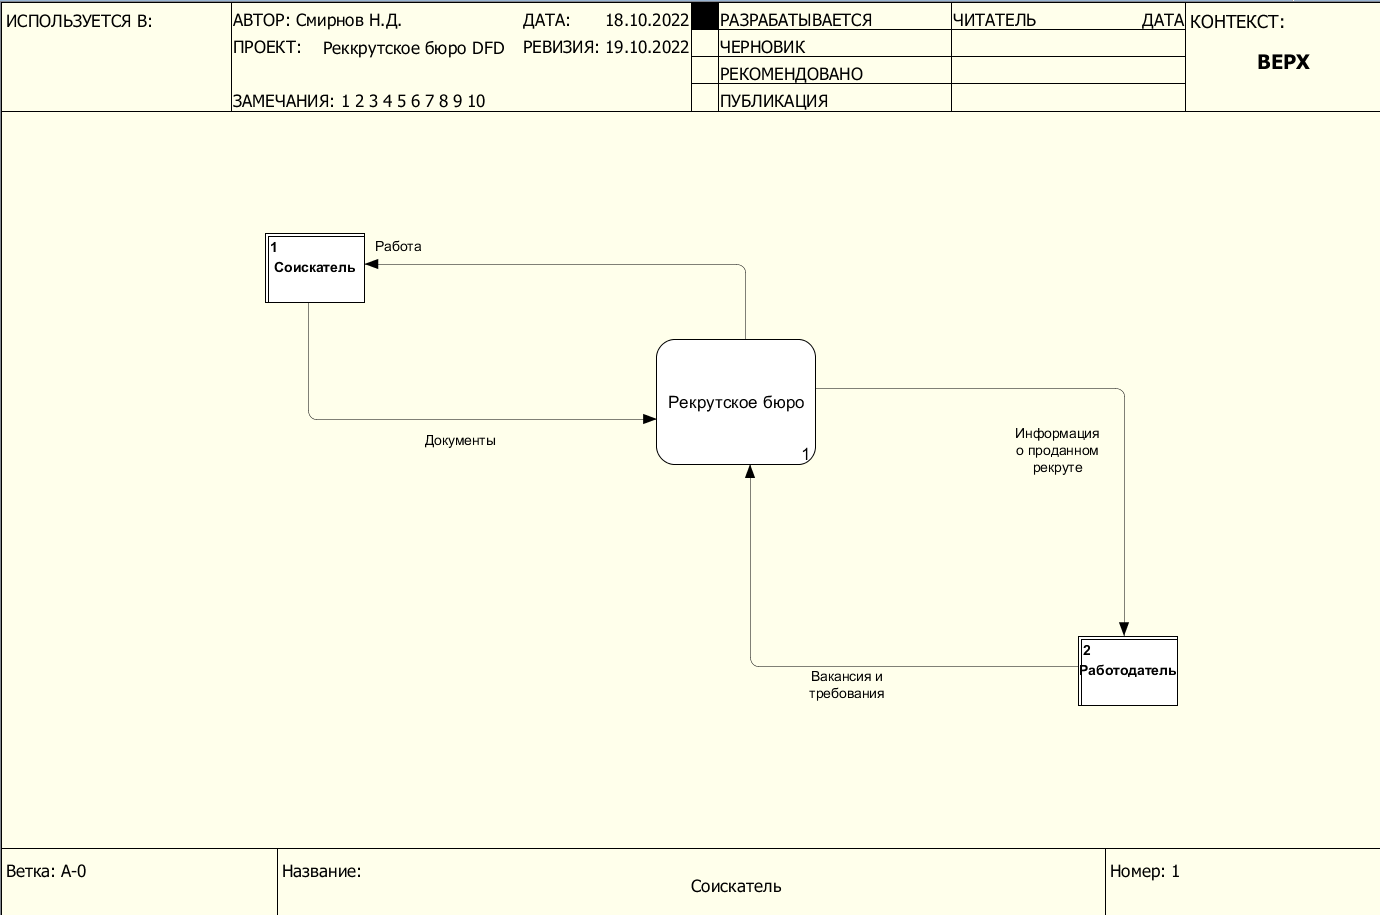 ИСПОЛЬЗУЕТСЯ В:
АВТОР: Смирнов Н.Д.
ДАТА: 18.10.2022
ПРОЕКТ: Реккрутское бюро DFD
РЕВИЗИЯ: 19.10.2022
ЗАМЕЧАНИЯ: 1 2 3 4 5 6 7 8 9 10
РАЗРАБАТЫВАЕТСЯ
ЧЕРНОВИК
РЕКОМЕНДОВАНО
ПУБЛИКАЦИЯ
ЧИТАТЕЛЬ
ДАТА
КОНТЕКСТ:
ВЕРХ
1
Соискатель
Работа
Рекрутское бюро
1
Документы
Информация
о проданном
рекруте
2
Работодатель
Вакансия и
требования
Ветка: А-0
Название:
Соискатель
Номер: 1